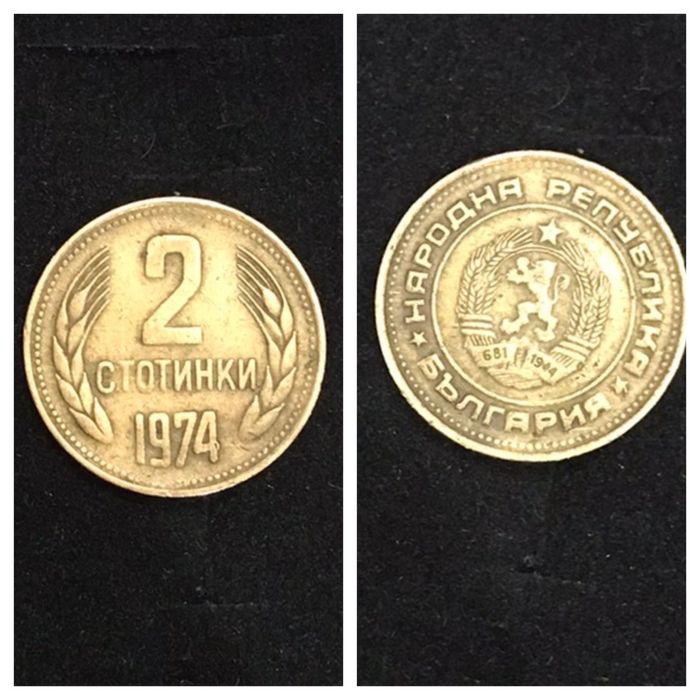 2
СТОТИНКИ
1974
НАРОДНА РЕПУБЛИКА
БЪЛГАРИЯ
681 1944